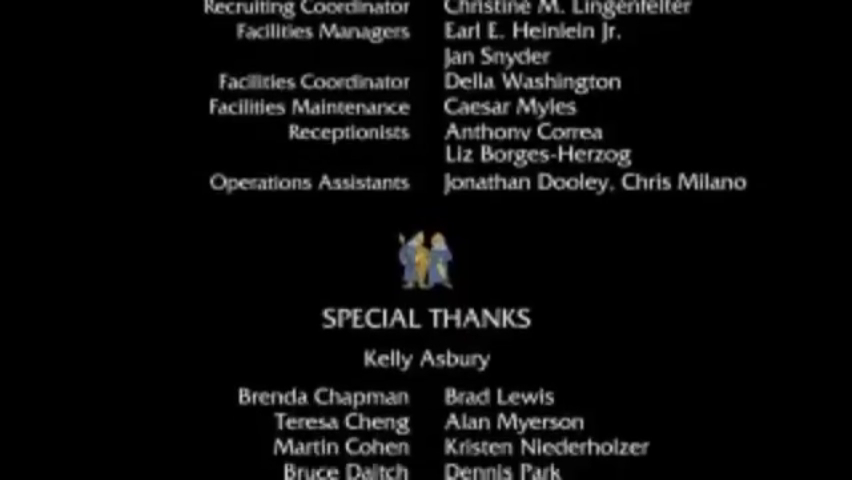 Recruiting Coordinator Christine M. Lingenfelter
Facilities Managers Earl E. Heinlein Jr.
Jan Snyder
Facilities Coordinator Della Washington
Facilities Maintenance Caesar Myles
Receptionists Anthony Correa
Liz Borges-Herzog
Operations Assistants Jonathan Dooley, Chris Milano
SPECIAL THANKS
Kelly Asbury
Brenda Chapman Brad Lewis
Teresa Cheng Alan Myerson
Martin Cohen Kristen Niederholzer
Bruce Daitch Dennis Park